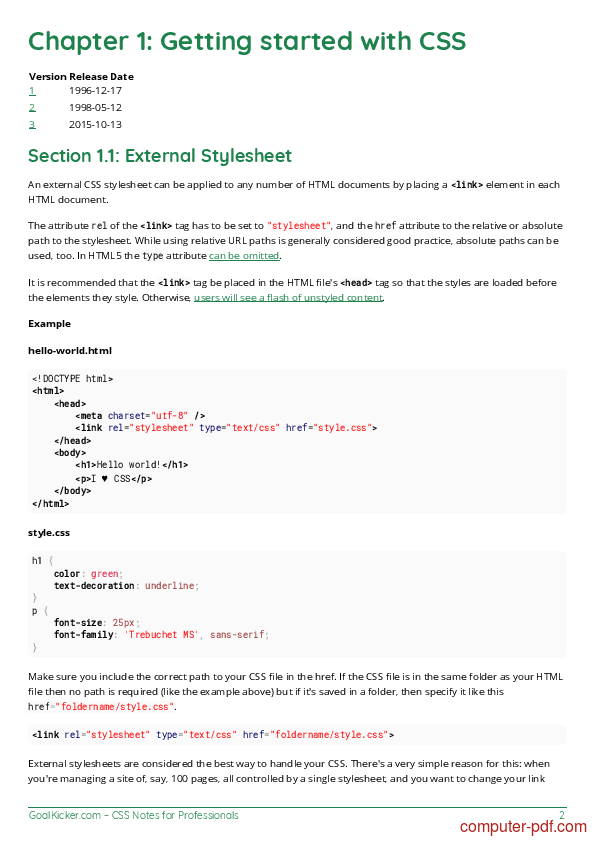 Chapter 1: Getting started with CSS
Version Release Date
1 1996-12-17
2 1998-05-12
3 2015-10-13
Section 1.1: External Stylesheet
An external CSS stylesheet can be applied to any number of HTML documents by placing a <link> element in each
HTML document.
The attribute rel of the <link> tag has to be set to "stylesheet", and the href attribute to the relative or absolute
path to the stylesheet. While using relative URL paths is generally considered good practice, absolute paths can be
used, too. In HTML5 the type attribute can be omitted.
It is recommended that the <link> tag be placed in the HTML file's <head> tag so that the styles are loaded before
the elements they style. Otherwise, users will see a flash of unstyled content.
Example
hello-world.html
<!DOCTYPE html>
<html>
    <head>
        <meta charset="utf-8" />
        <link rel="stylesheet" type="text/css" href="style.css">
    </head>
    <body>
        <h1>Hello world!</h1>
        <p>I ♥ CSS</p>
    </body>
</html>
style.css
h1 {
    color: green;
    text-decoration: underline;
}
p {
    font-size: 25px;
    font-family: 'Trebuchet MS', sans-serif;
}
Make sure you include the correct path to your CSS file in the href. If the CSS file is in the same folder as your HTML
file then no path is required (like the example above) but if it's saved in a folder, then specify it like this
href="foldername/style.css".
<link rel="stylesheet" type="text/css" href="foldername/style.css">
External stylesheets are considered the best way to handle your CSS. There's a very simple reason for this: when
you're managing a site of, say, 100 pages, all controlled by a single stylesheet, and you want to change your link
GoalKicker.com – CSS Notes for Professionals 2
computer-pdf.com